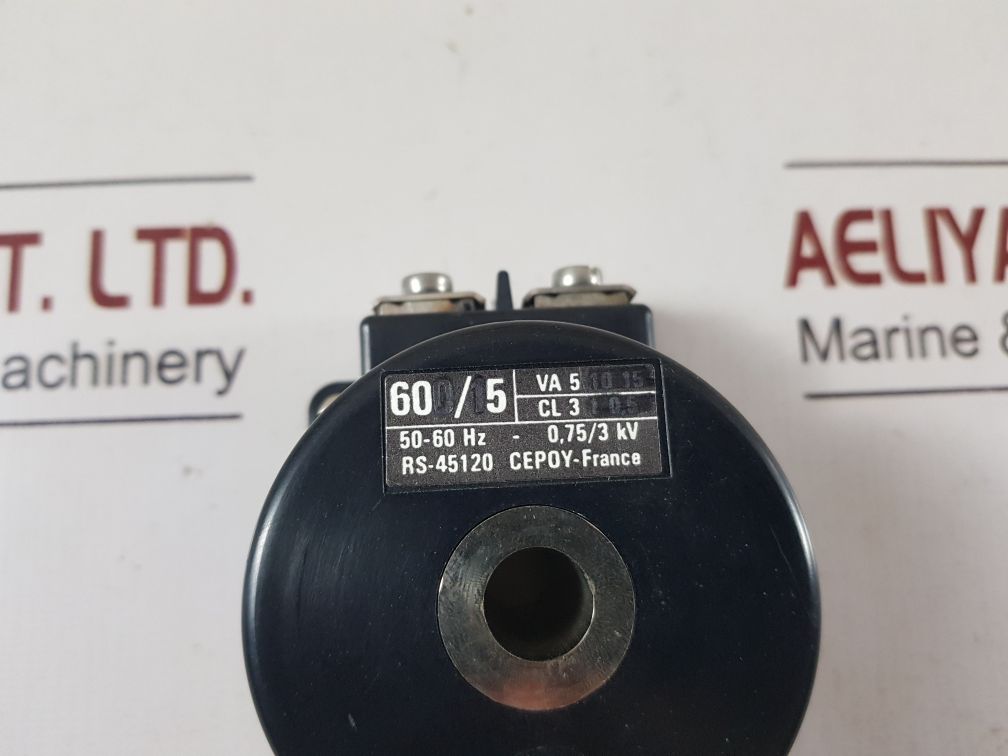 T. LTD.
achinery
AELIYA
Marine &
60/5
VA 5
CL 3
50-60 Hz - 0,75/3 kV
RS-45120 CEPOY-France